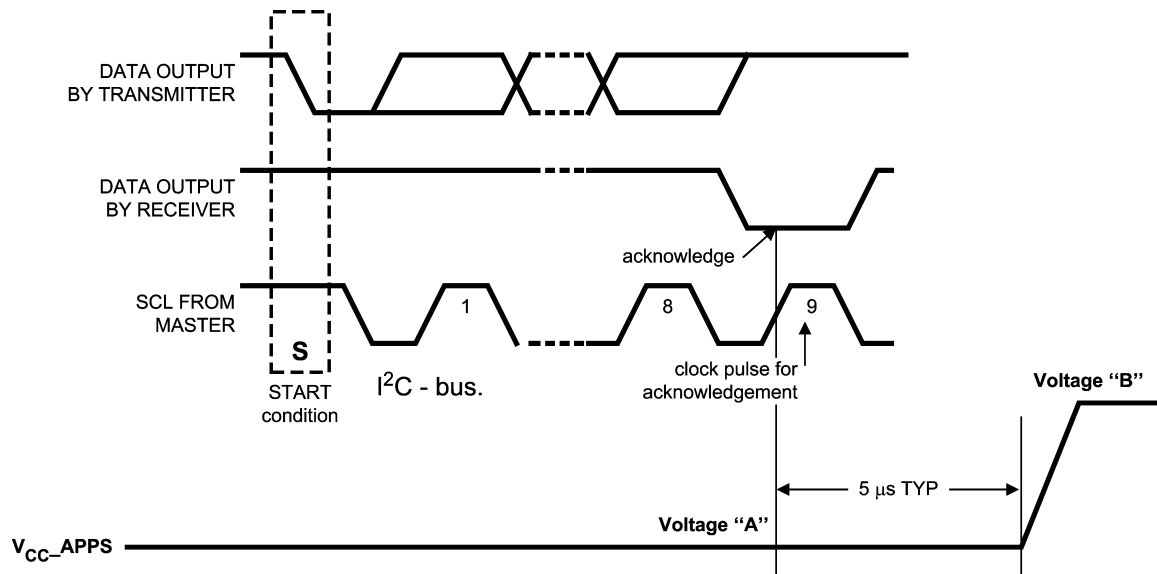 DATA OUTPUT
BY TRANSMITTER
DATA OUTPUT
BY RECEIVER
acknowledge
SCL FROM
MASTER
1
8
9
S
START
condition
I²C - bus.
clock pulse for
acknowledgement
Voltage “B”
5 μs TYP
Voltage “A”
VCC_APPS